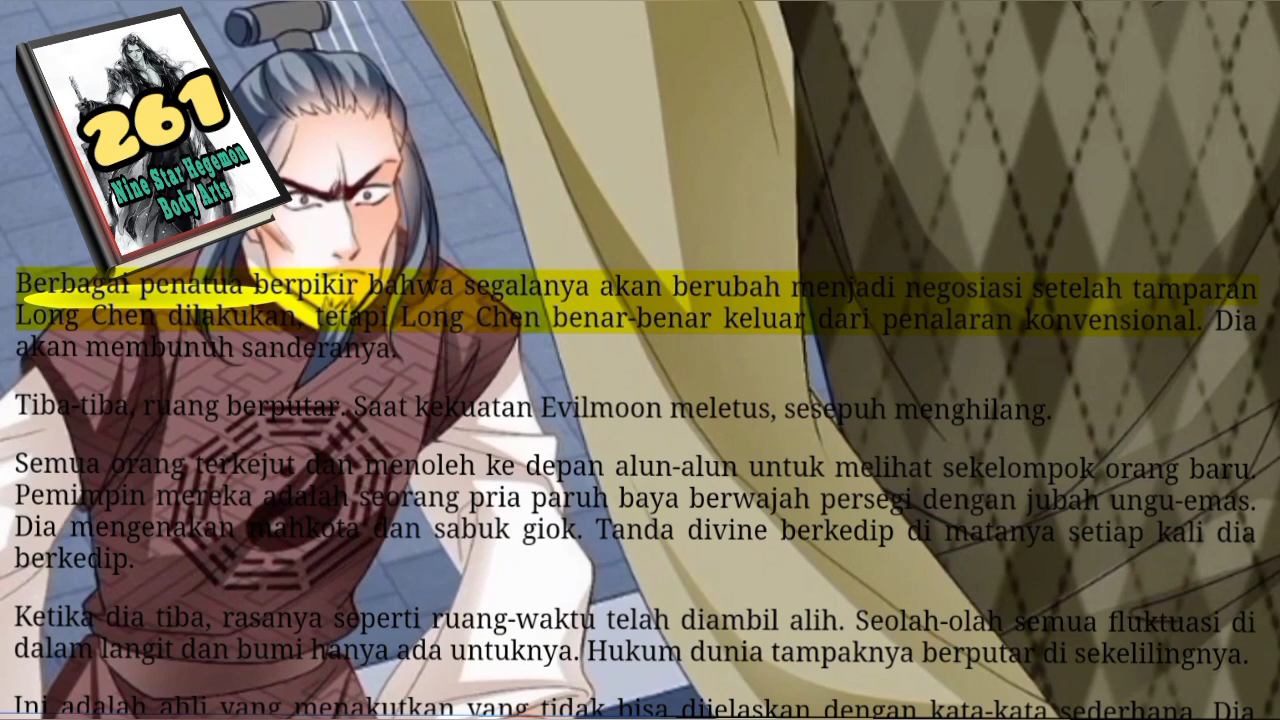 261
Nine Star Hegemon
Body Arts
Berbagai penatua berpikir bahwa segalanya akan berubah menjadi negosiasi setelah tamparan
Long Chen dilakukan, tetapi Long Chen benar-benar keluar dari penalaran konvensional. Dia
akan membunuh sanderanya.
Tiba-tiba, ruang berputar. Saat kekuatan Evilmoon meletus, sesepuh menghilang.
Semua orang terkejut dan menoleh ke depan alun-alun untuk melihat sekelompok orang baru.
Pemimpin mereka adalah seorang pria paruh baya berwajah persegi dengan jubah ungu-emas.
Dia mengenakan mahkota dan sabuk giok. Tanda divine berkedip di matanya setiap kali dia
berkedip.
Ketika dia tiba, rasanya seperti ruang-waktu telah diambil alih. Seolah-olah semua fluktuasi di
dalam langit dan bumi hanya ada untuknya. Hukum dunia tampaknya berputar di sekelilingnya.
Ini adalah ahli yang menakutkan yang tidak bisa dijelaskan dengan kata-kata sederhana. Dia